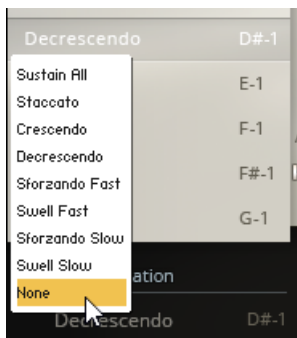 Decrescendo D#-1
Sustain All
Staccato E-1
Crescendo F-1
Decrescendo
Sforzando Fast F#-1
Swell Fast G-1
Sforzando Slow
Swell Slow
ation
None
Decrescendo D#-1